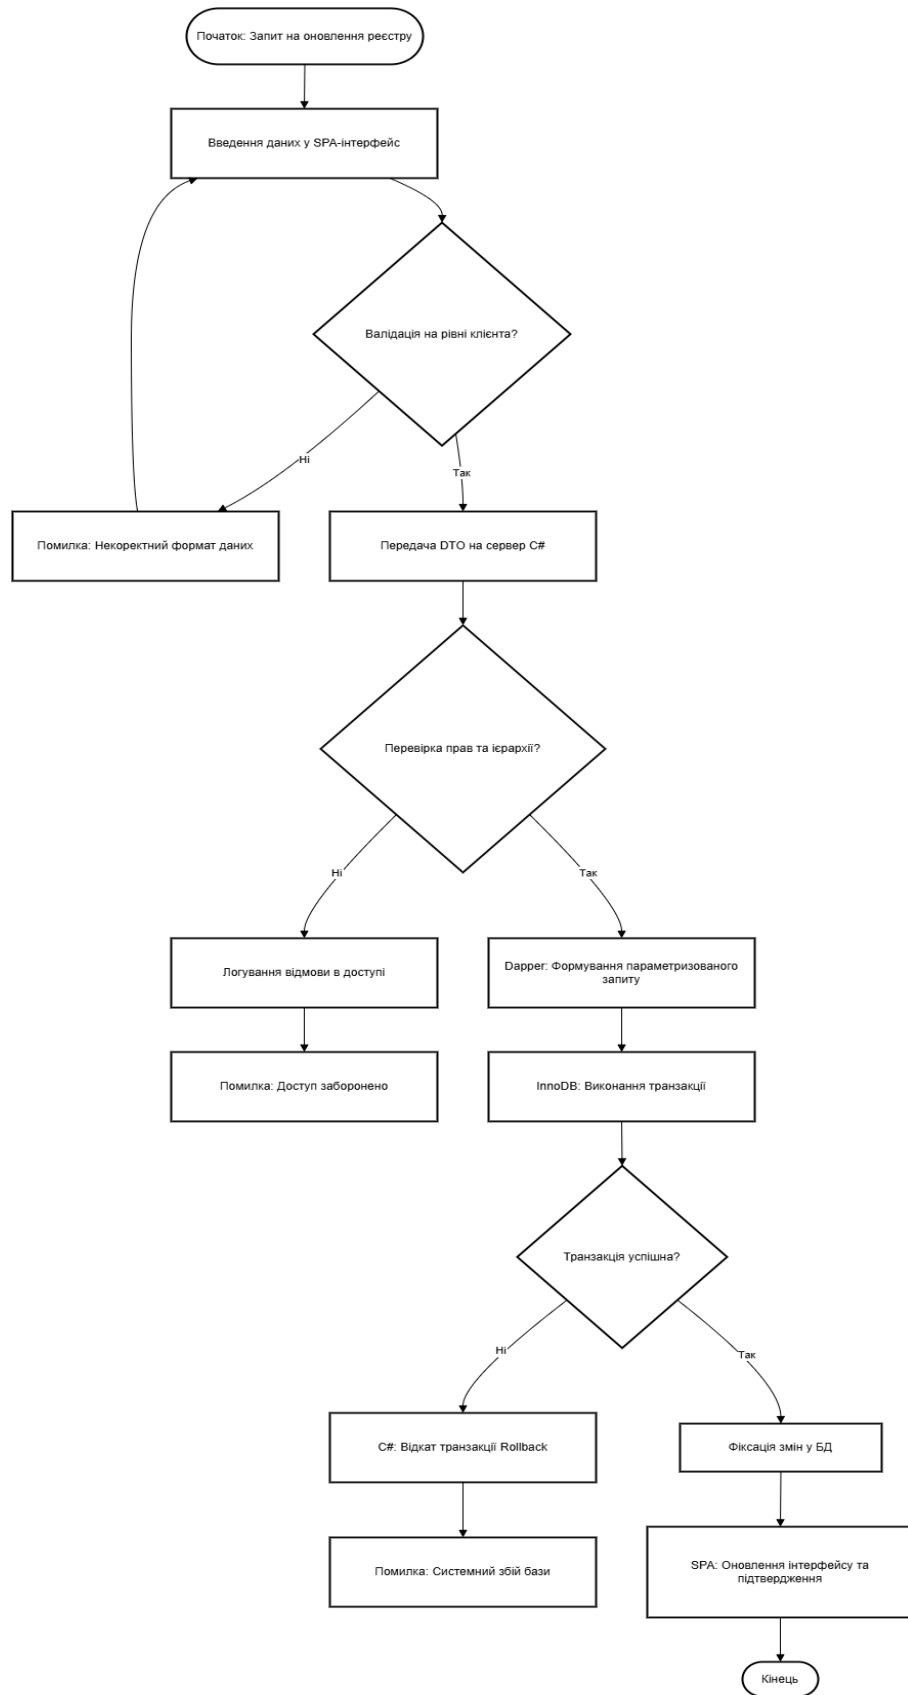 Початок: Запит на оновлення реєстру
Введення даних у SPA-інтерфейс
Валідація на рівні клієнта?
Ні
Так
Помилка: Некоректний формат даних
Передача DTO на сервер C#
Перевірка прав та ієрархії?
Ні
Так
Логування відмови в доступі
Dapper: Формування параметризованого
запиту
Помилка: Доступ заборонено
InnoDB: Виконання транзакції
Транзакція успішна?
Ні
Так
C#: Відкат транзакції Rollback
Фіксація змін у БД
Помилка: Системний збій бази
SPA: Оновлення інтерфейсу та
підтвердження
Кінець